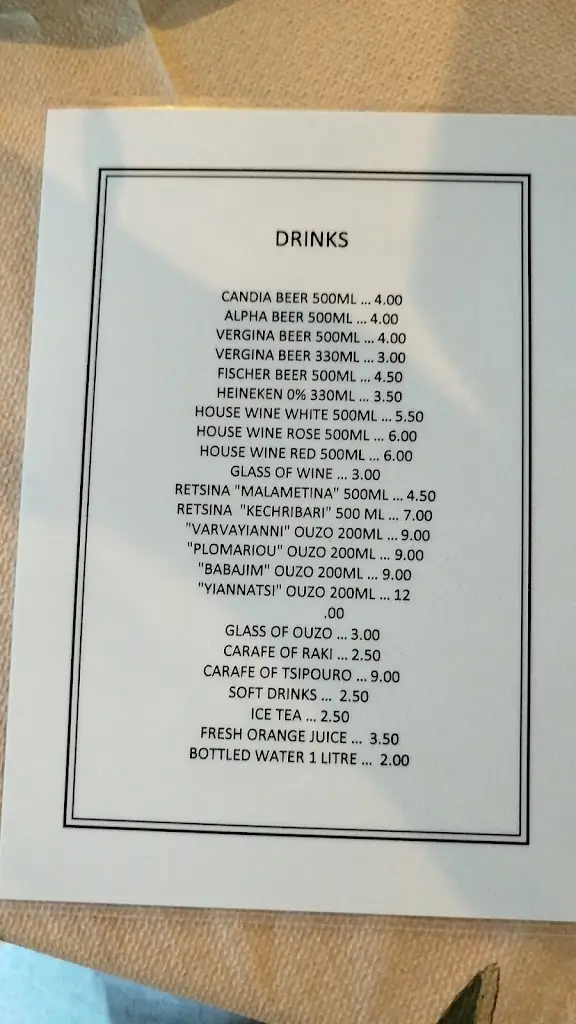 DRINKS
CANDIA BEER 500ML ... 4.00
ALPHA BEER 500ML ... 4.00
VERGINA BEER 500ML ... 4.00
VERGINA BEER 330ML ... 3.00
FISCHER BEER 500ML ... 4.50
HEINEKEN 0% 330ML ... 3.50
HOUSE WINE WHITE 500ML ... 5.50
HOUSE WINE ROSE 500ML ... 6.00
HOUSE WINE RED 500ML ... 6.00
GLASS OF WINE ... 3.00
RETSINA "MALAMETINA" 500ML ... 4.50
RETSINA "KECHRIBARI" 500 ML ... 7.00
"VARVAYIANNI" OUZO 200ML ... 9.00
"PLOMARIOU" OUZO 200ML ... 9.00
"BABAJIM" OUZO 200ML ... 9.00
"YIANNATSI" OUZO 200ML ... 12
.00
GLASS OF OUZO ... 3.00
CARAFE OF RAKI ... 2.50
CARAFE OF TSIPOURO ... 9.00
SOFT DRINKS ... 2.50
ICE TEA ... 2.50
FRESH ORANGE JUICE ... 3.50
BOTTLED WATER 1 LITRE ... 2.00